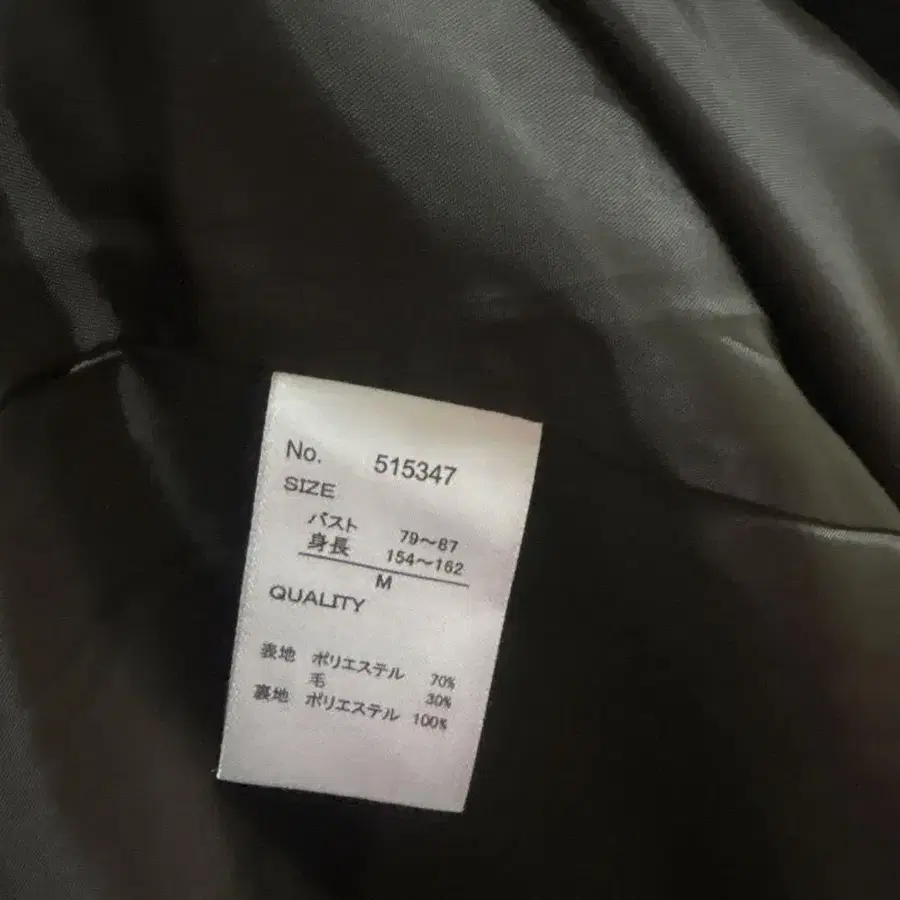 No. 515347
SIZE
バスト 79～87
身長 154～162
M
QUALITY
表地 ポリエステル 70%
毛 30%
裏地 ポリエステル 100%